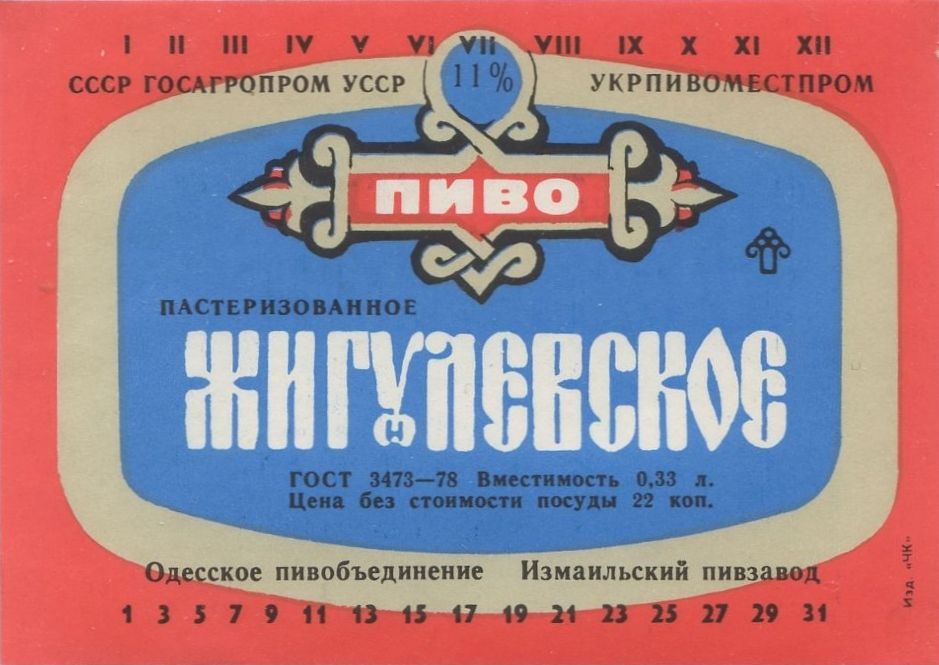 I II III IV V VI VII VIII IX X XI XII
СССР ГОСАГРОПРОМ УССР 11% УКРПИВОМЕСТПРОМ
ПИВО
ПАСТЕРИЗОВАННОЕ
ЖИГУЛЕВСКОЕ
ГОСТ 3473—78 Вместимость 0,33 л.
Цена без стоимости посуды 22 коп.
Одесское пивобъединение Измаильский пивзавод
1 3 5 7 9 11 13 15 17 19 21 23 25 27 29 31
Изд «ЧК»